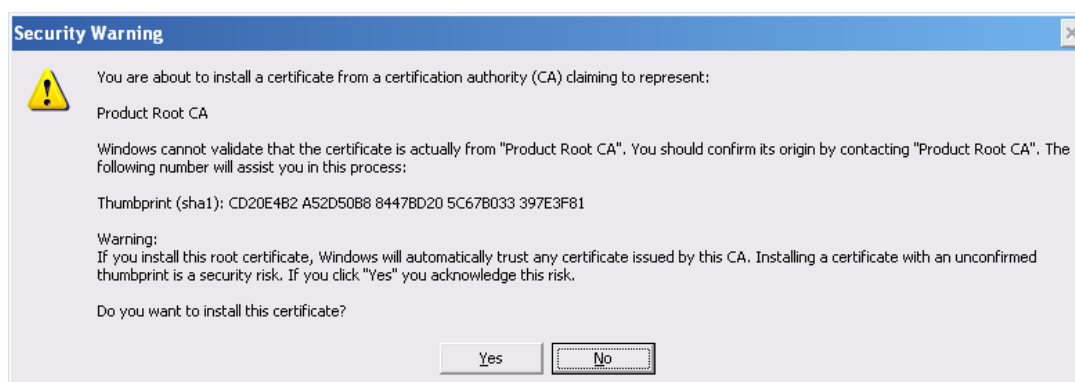 Security Warning
You are about to install a certificate from a certification authority (CA) claiming to represent:
Product Root CA
Windows cannot validate that the certificate is actually from "Product Root CA". You should confirm its origin by contacting "Product Root CA". The
following number will assist you in this process:
Thumbprint (sha1): CD20E4B2 A52D50B8 8447BD20 5C67B033 397E3F81
Warning:
If you install this root certificate, Windows will automatically trust any certificate issued by this CA. Installing a certificate with an unconfirmed
thumbprint is a security risk. If you click "Yes" you acknowledge this risk.
Do you want to install this certificate?
Yes No